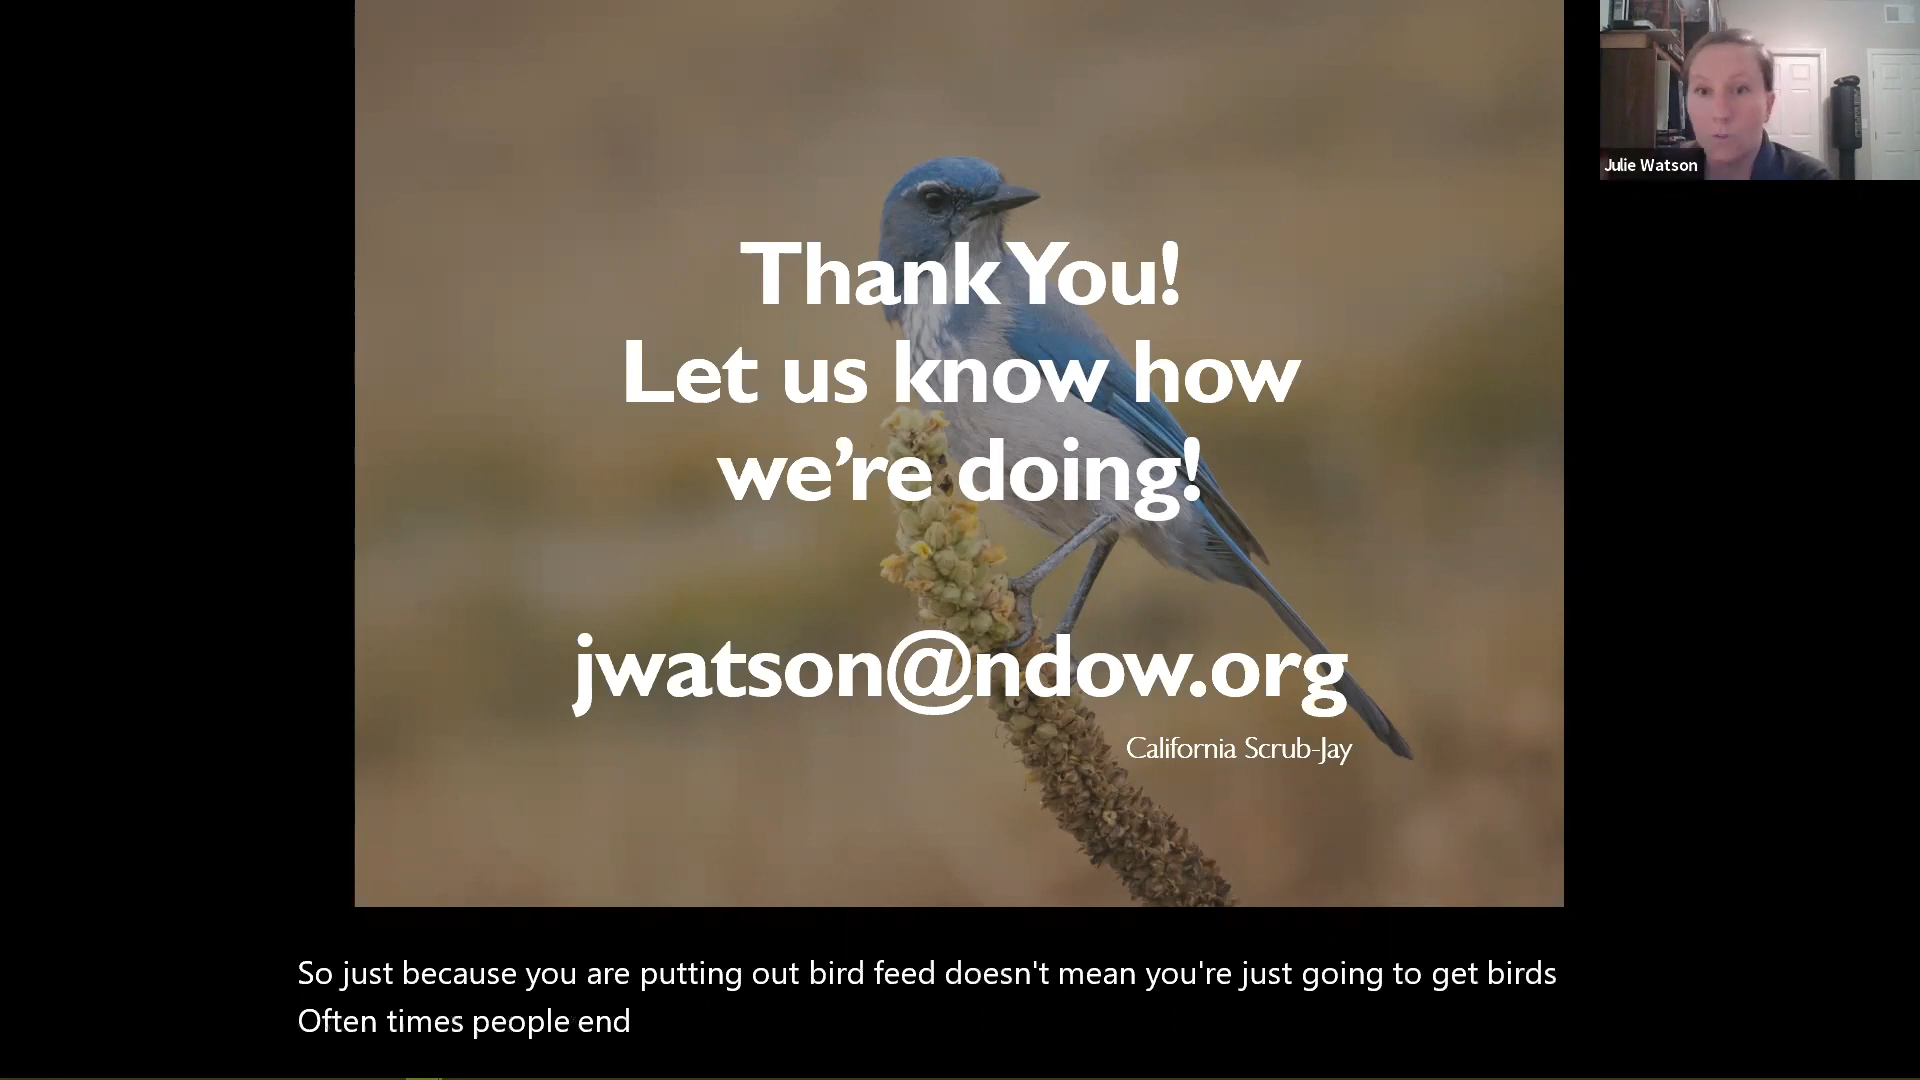 Thank You!
Let us know how
we're doing!
jwatson@ndow.org
California Scrub-Jay
Julie Watson
So just because you are putting out bird feed doesn't mean you're just going to get birds
Often times people end